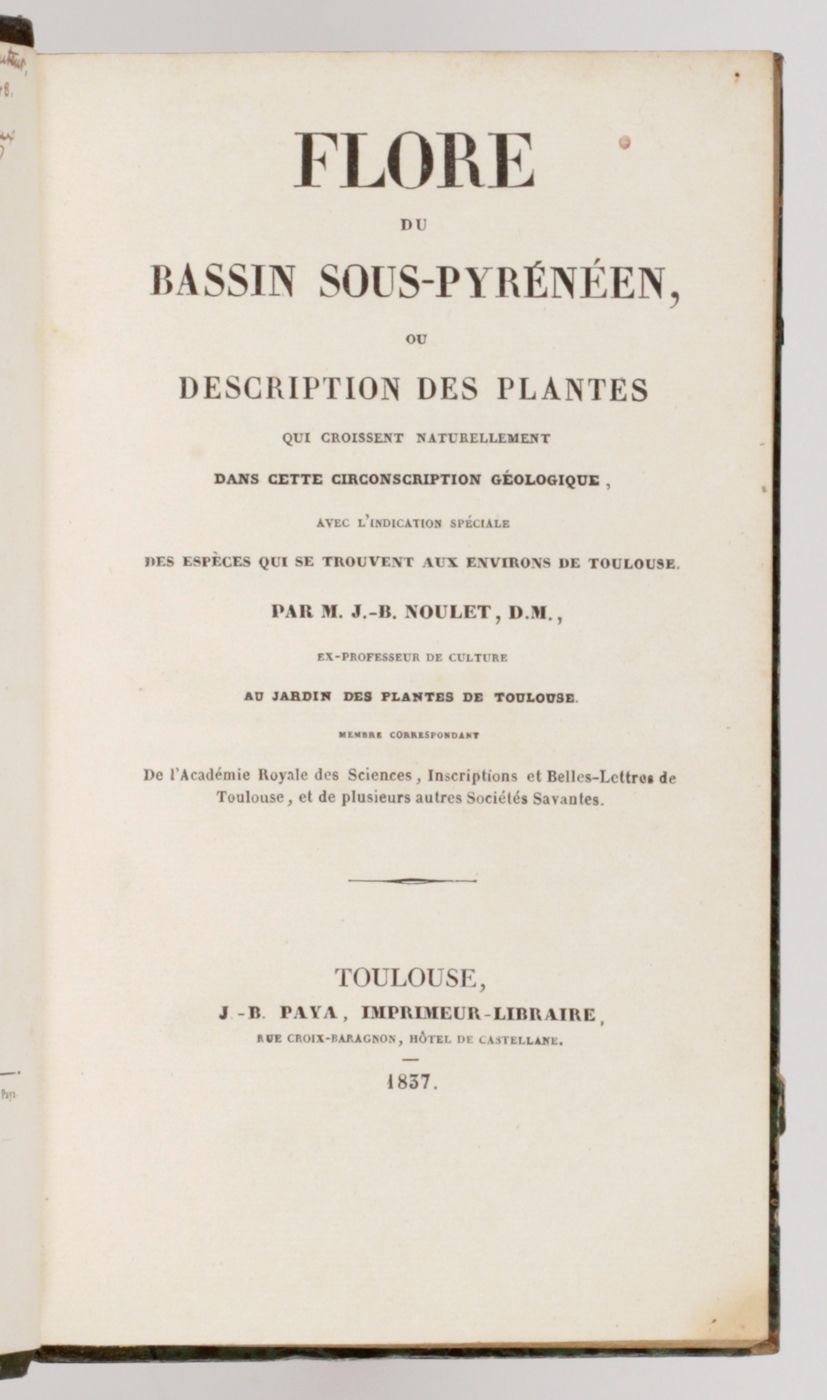 FLORE
DU
BASSIN SOUS-PYRÉNÉEN,
OU
DESCRIPTION DES PLANTES
QUI CROISSENT NATURELLEMENT
DANS CETTE CIRCONSCRIPTION GÉOLOGIQUE ,
AVEC L'INDICATION SPÉCIALE
DES ESPÈCES QUI SE TROUVENT AUX ENVIRONS DE TOULOUSE.
PAR M. J.-B. NOULET, D.M.,
EX-PROFESSEUR DE CULTURE
AU JARDIN DES PLANTES DE TOULOUSE.
MEMBRE CORRESPONDANT
De l'Académie Royale des Sciences, Inscriptions et Belles-Lettres de
Toulouse, et de plusieurs autres Sociétés Savantes.
TOULOUSE,
J.-B. PAYA, IMPRIMEUR-LIBRAIRE,
RUE CROIX-BARAGNON, HÔTEL DE CASTELLANE.
1837.